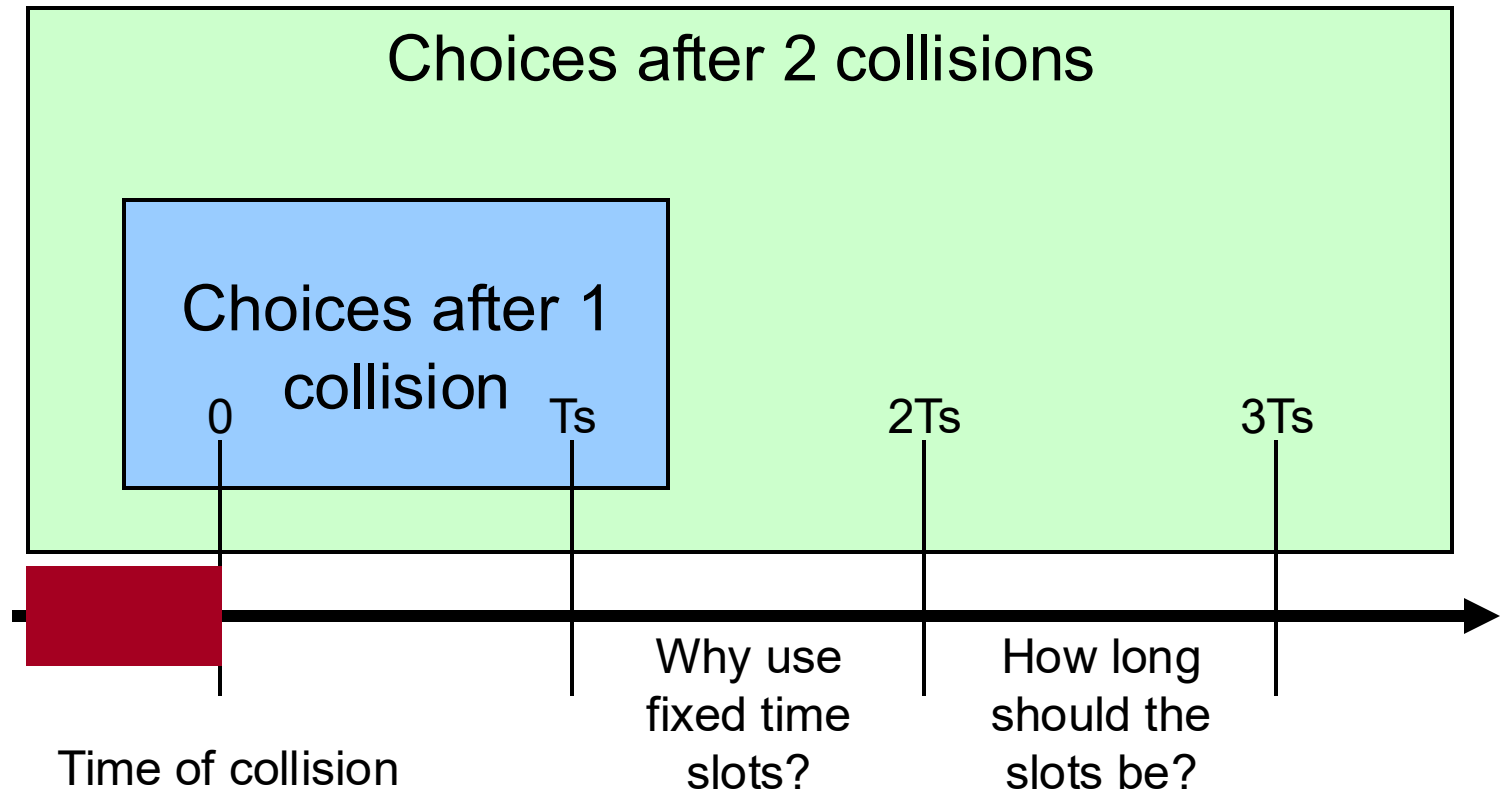 Choices after 2 collisions
Choices after 1
collision
0
Ts
2Ts
3Ts
Why use
fixed time
slots?
How long
should the
slots be?
Time of collision